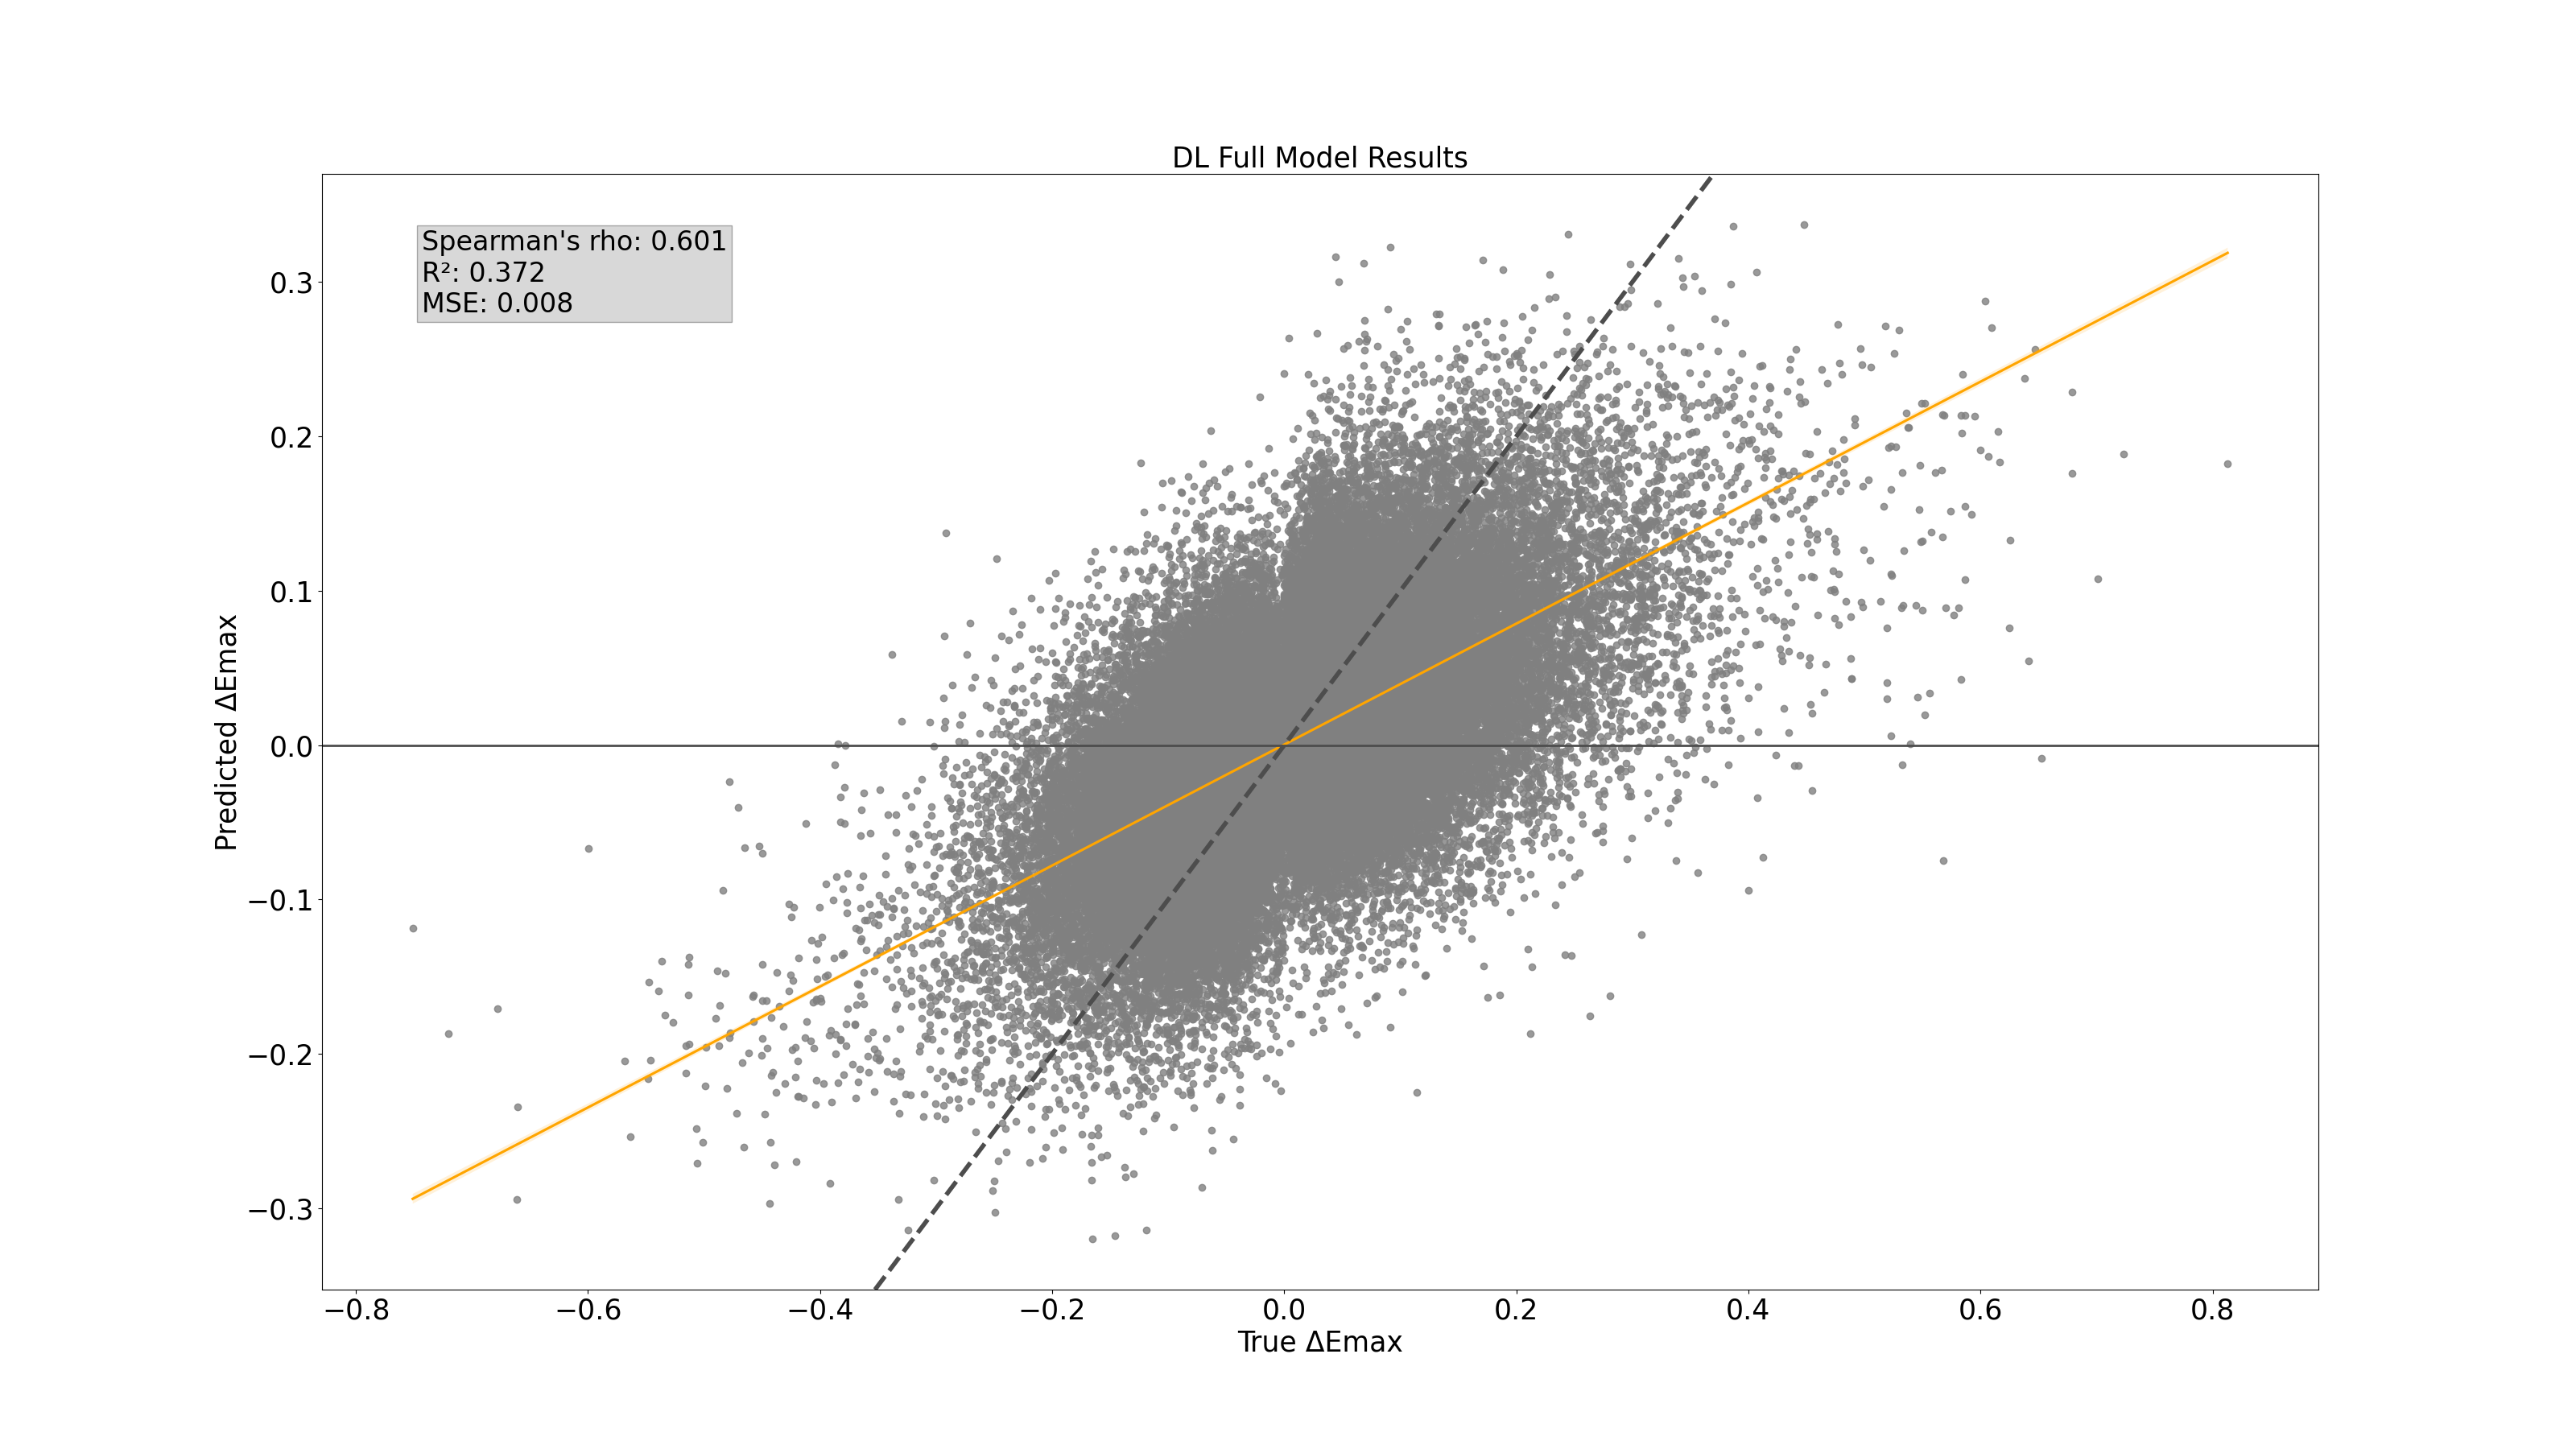 DL Full Model Results
Spearman's rho: 0.601
R²: 0.372
MSE: 0.008
Predicted ΔEmax
0.3
0.2
0.1
0.0
−0.1
−0.2
−0.3
−0.8 −0.6 −0.4 −0.2 0.0 0.2 0.4 0.6 0.8
True ΔEmax